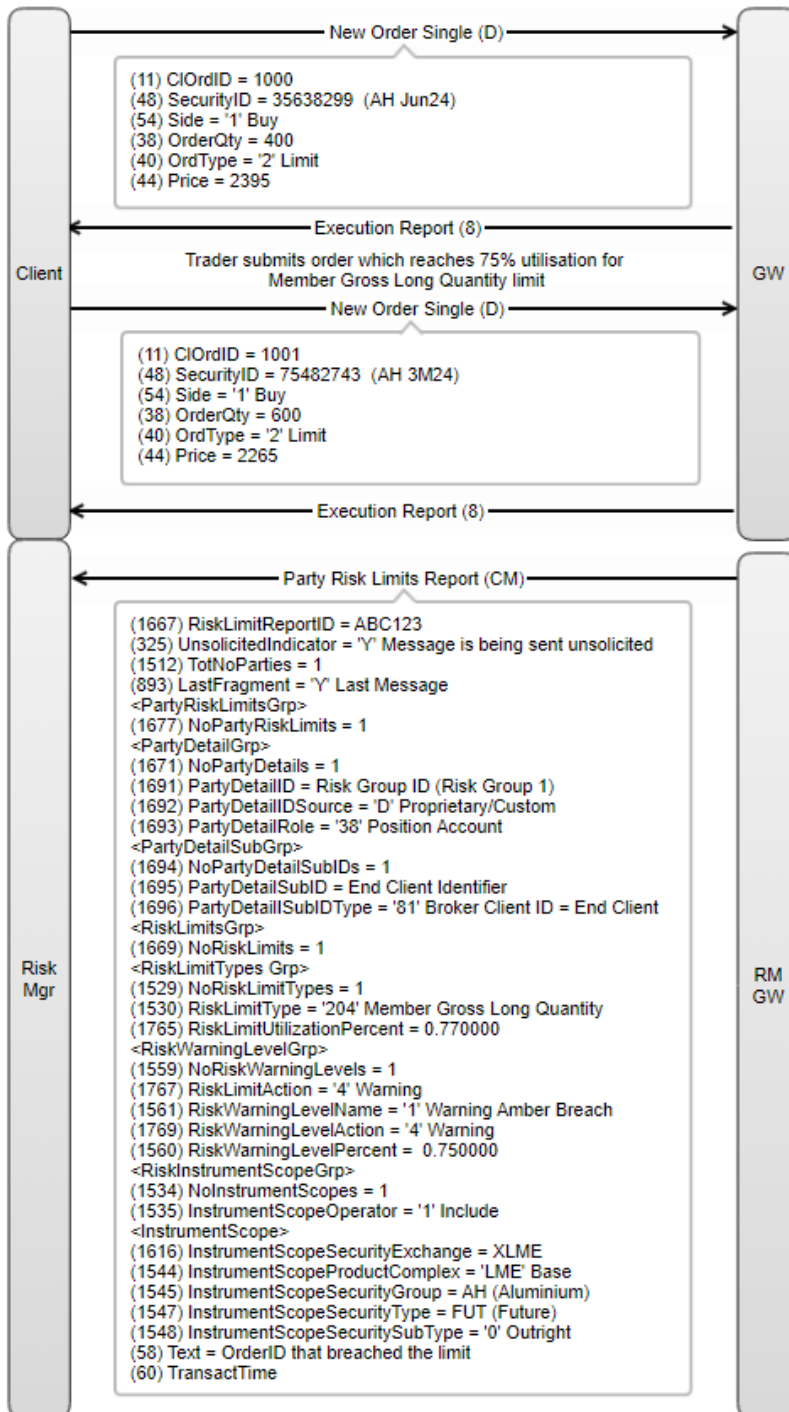 New Order Single (D)
(11) ClOrdID = 1000
(48) SecurityID = 35638299 (AH Jun24)
(54) Side = '1' Buy
(38) OrderQty = 400
(40) OrdType = '2' Limit
(44) Price = 2395
Execution Report (8)
Client
GW
Trader submits order which reaches 75% utilisation for
Member Gross Long Quantity limit
New Order Single (D)
(11) ClOrdID = 1001
(48) SecurityID = 75482743 (AH 3M24)
(54) Side = '1' Buy
(38) OrderQty = 600
(40) OrdType = '2' Limit
(44) Price = 2265
Execution Report (8)
Party Risk Limits Report (CM)
(1667) RiskLimitReportID = ABC123
(325) UnsolicitedIndicator = 'Y' Message is being sent unsolicited
(1512) TotNoParties = 1
(893) LastFragment = 'Y' Last Message
<PartyRiskLimitsGrp>
(1677) NoPartyRiskLimits = 1
<PartyDetailGrp>
(1671) NoPartyDetails = 1
(1691) PartyDetailID = Risk Group ID (Risk Group 1)
(1692) PartyDetailIDSource = 'D' Proprietary/Custom
(1693) PartyDetailRole = '38' Position Account
<PartyDetailSubGrp>
(1694) NoPartyDetailSubIDs = 1
(1695) PartyDetailSubID = End Client Identifier
(1696) PartyDetailISubIDType = '81' Broker Client ID = End Client
<RiskLimitsGrp>
(1669) NoRiskLimits = 1
<RiskLimitTypes Grp>
(1529) NoRiskLimitTypes = 1
(1530) RiskLimitType = '204' Member Gross Long Quantity
(1765) RiskLimitUtilizationPercent = 0.770000
<RiskWarningLevelGrp>
(1559) NoRiskWarningLevels = 1
(1767) RiskLimitAction = '4' Warning
(1561) RiskWarningLevelName = '1' Warning Amber Breach
(1769) RiskWarningLevelAction = '4' Warning
(1560) RiskWarningLevelPercent = 0.750000
<RiskInstrumentScopeGrp>
(1534) NoInstrumentScopes = 1
(1535) InstrumentScopeOperator = '1' Include
<InstrumentScope>
(1616) InstrumentScopeSecurityExchange = XLME
(1544) InstrumentScopeProductComplex = 'LME' Base
(1545) InstrumentScopeSecurityGroup = AH (Aluminium)
(1547) InstrumentScopeSecurityType = FUT (Future)
(1548) InstrumentScopeSecuritySubType = '0' Outright
(58) Text = OrderID that breached the limit
(60) TransactTime
Risk
Mgr
RM
GW